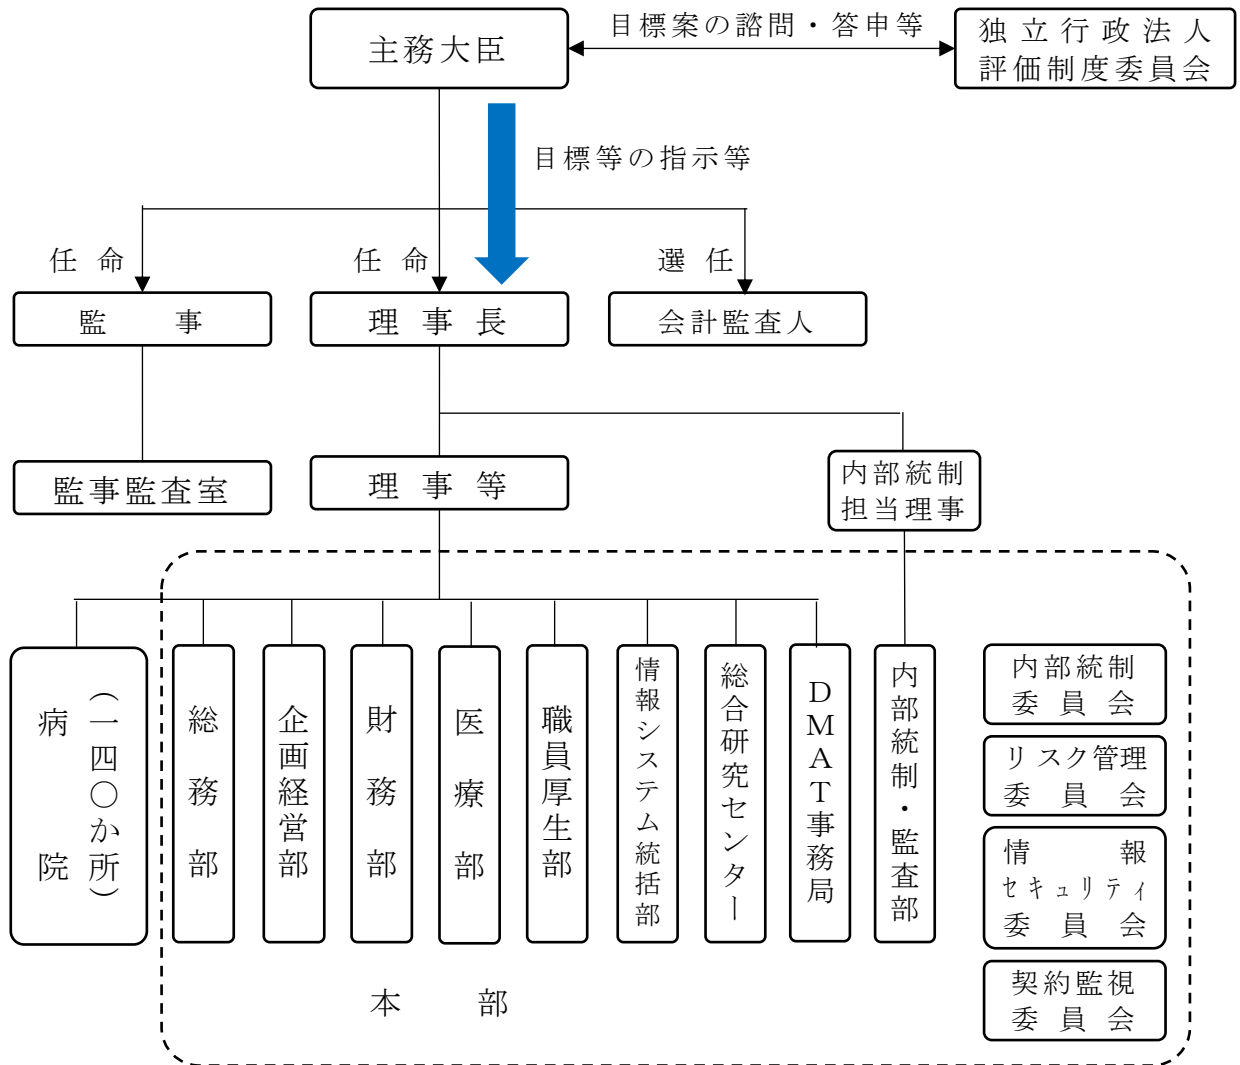 主務大臣
目標案の諮問・答申等
独立行政法人
評価制度委員会
目標等の指示等
任命
任命
選任
監事
理事長
会計監査人
監事監査室
理事等
内部統制
担当理事
病院
（一四〇か所）
総務部
企画経営部
財務部
医療部
職員厚生部
情報システム統括部
総合研究センター
DMAT事務局
内部統制・監査部
内部統制
委員会
リスク管理
委員会
情報
セキュリティ
委員会
契約監視
委員会
本部